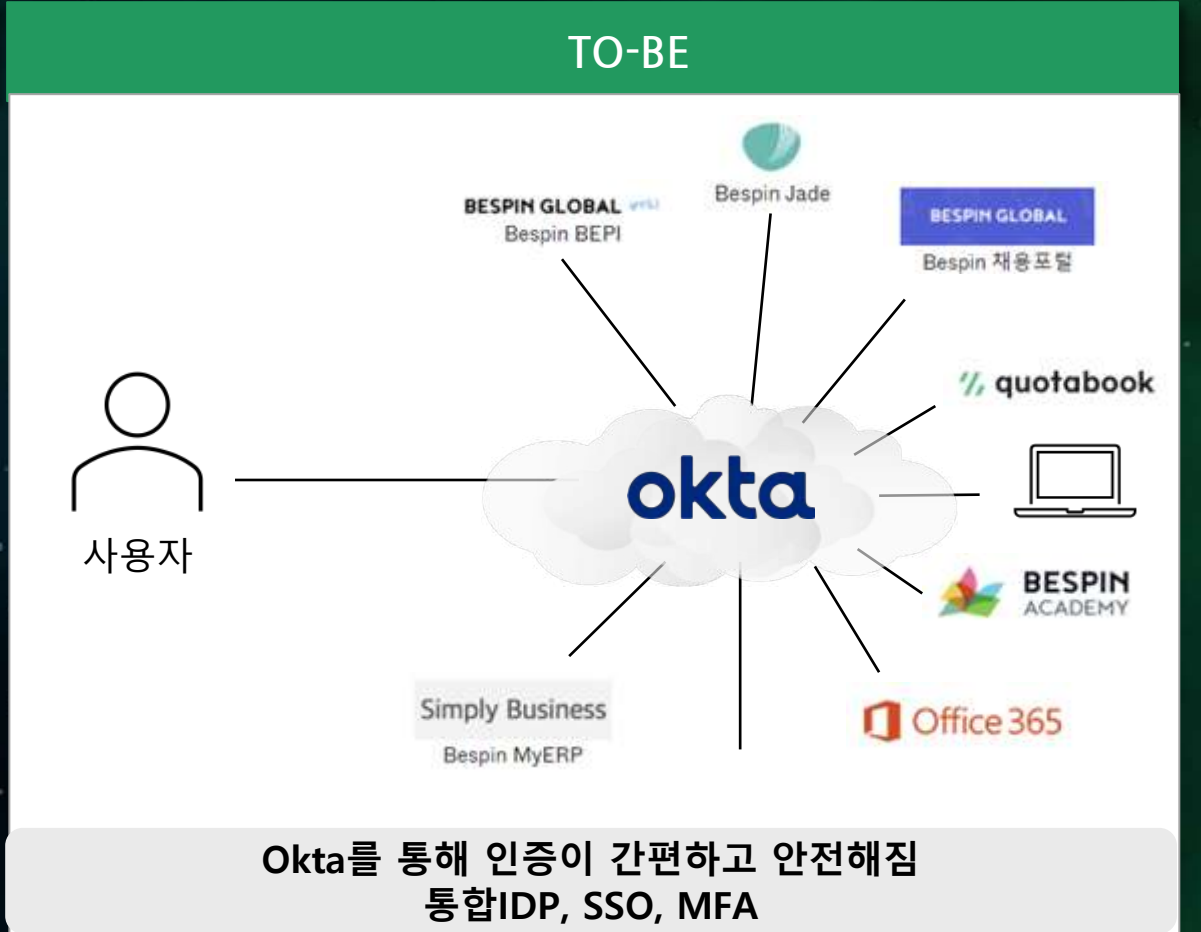 TO-BE
Bespin Jade
BESPIN GLOBAL
Bespin BEPI
BESPIN GLOBAL
Bespin 채용포털
quotabook
okta
사용자
BESPIN
ACADEMY
Simply Business
Bespin MyERP
Office 365
Okta를 통해 인증이 간편하고 안전해짐
통합IDP, SSO, MFA